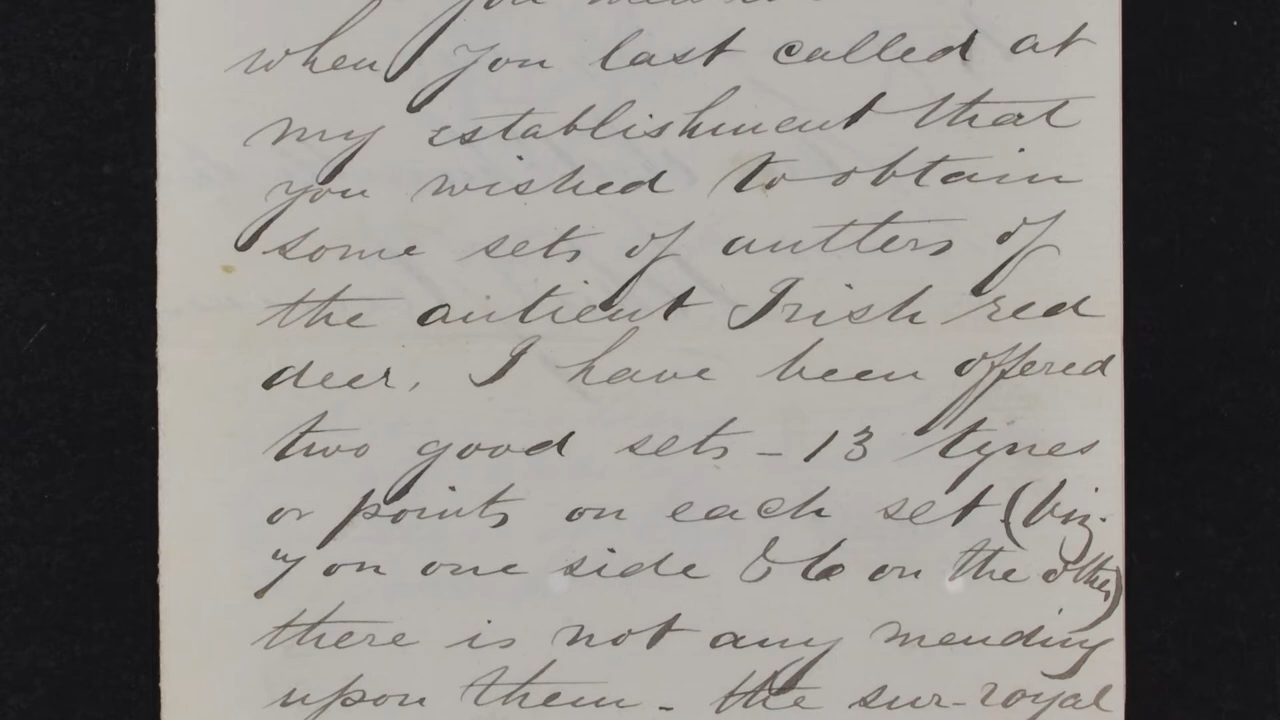 you
when you last called at
my establishment that
you wished to obtain
some sets of antlers of
the antient Irish red
deer, I have been offered
two good sets - 13 tynes
or points on each set (viz.
7 on one side & 6 on the other)
there is not any mending
upon them - the sur-royal